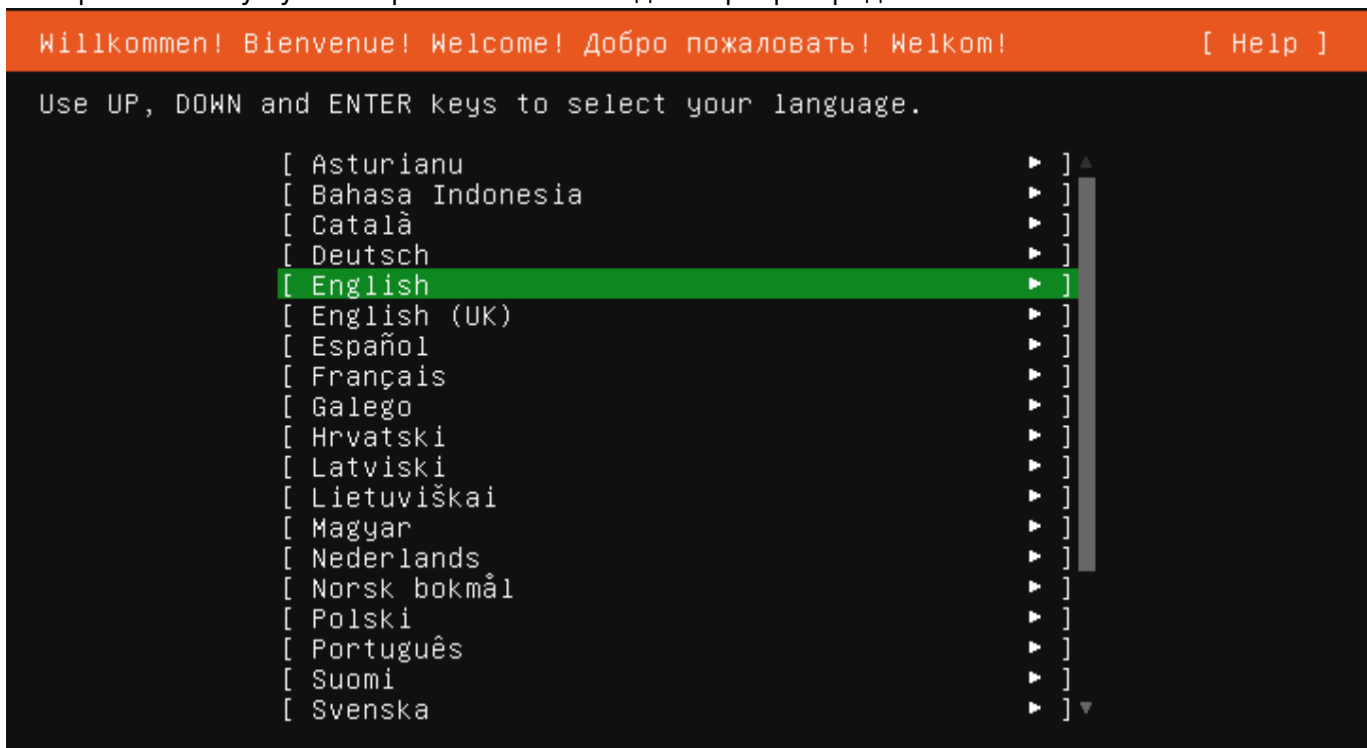 Willkommen! Bienvenue! Welcome! Добро пожаловать! Welkom! [ Help ]
Use UP, DOWN and ENTER keys to select your language.
[ Asturianu ► ]
[ Bahasa Indonesia ► ]
[ Català ► ]
[ Deutsch ► ]
[ English ► ]
[ English (UK) ► ]
[ Español ► ]
[ Français ► ]
[ Galego ► ]
[ Hrvatski ► ]
[ Latviski ► ]
[ Lietuviškai ► ]
[ Magyar ► ]
[ Nederlands ► ]
[ Norsk bokmål ► ]
[ Polski ► ]
[ Português ► ]
[ Suomi ► ]
[ Svenska ► ]